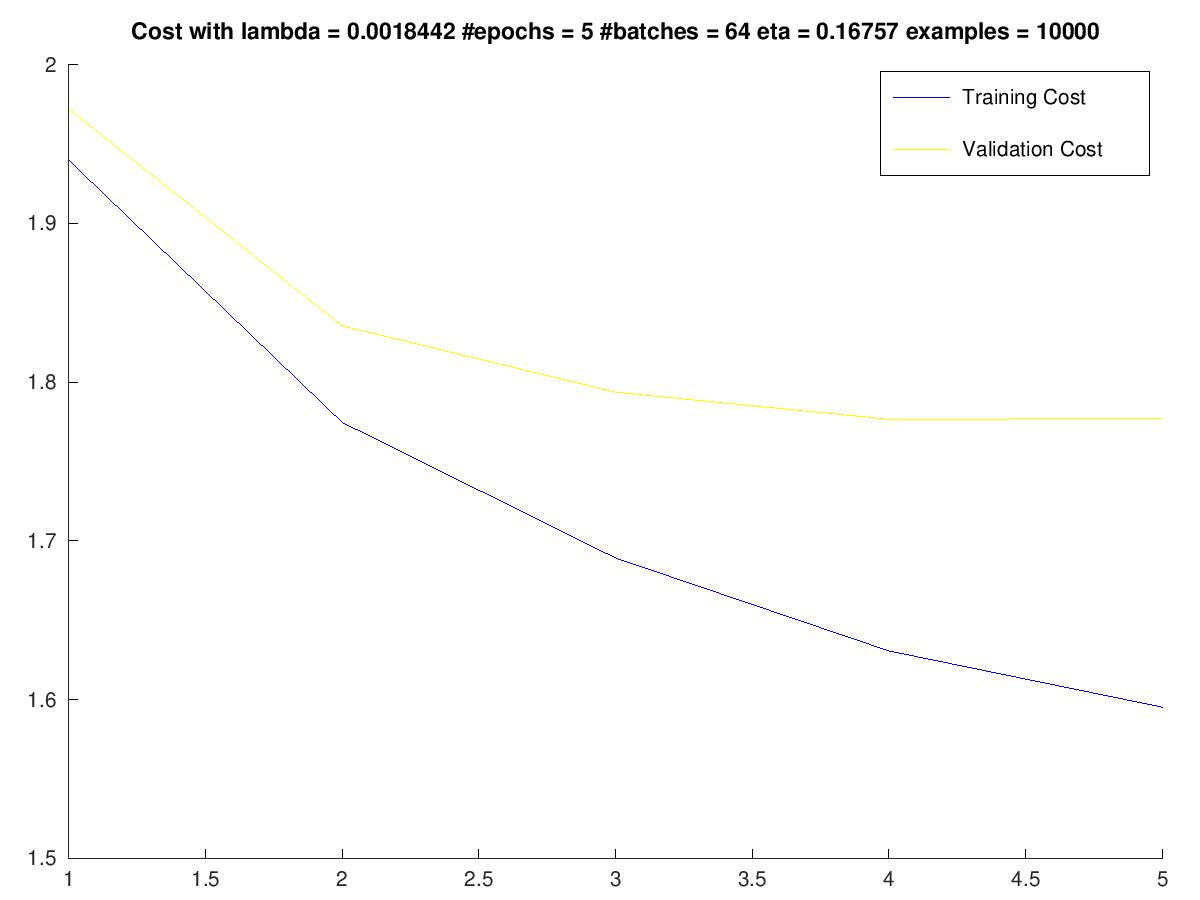 Cost with lambda = 0.0018442 #epochs = 5 #batches = 64 eta = 0.16757 examples = 10000
2
Training Cost
Validation Cost
1.9
1.8
1.7
1.6
1.5
1 1.5 2 2.5 3 3.5 4 4.5 5